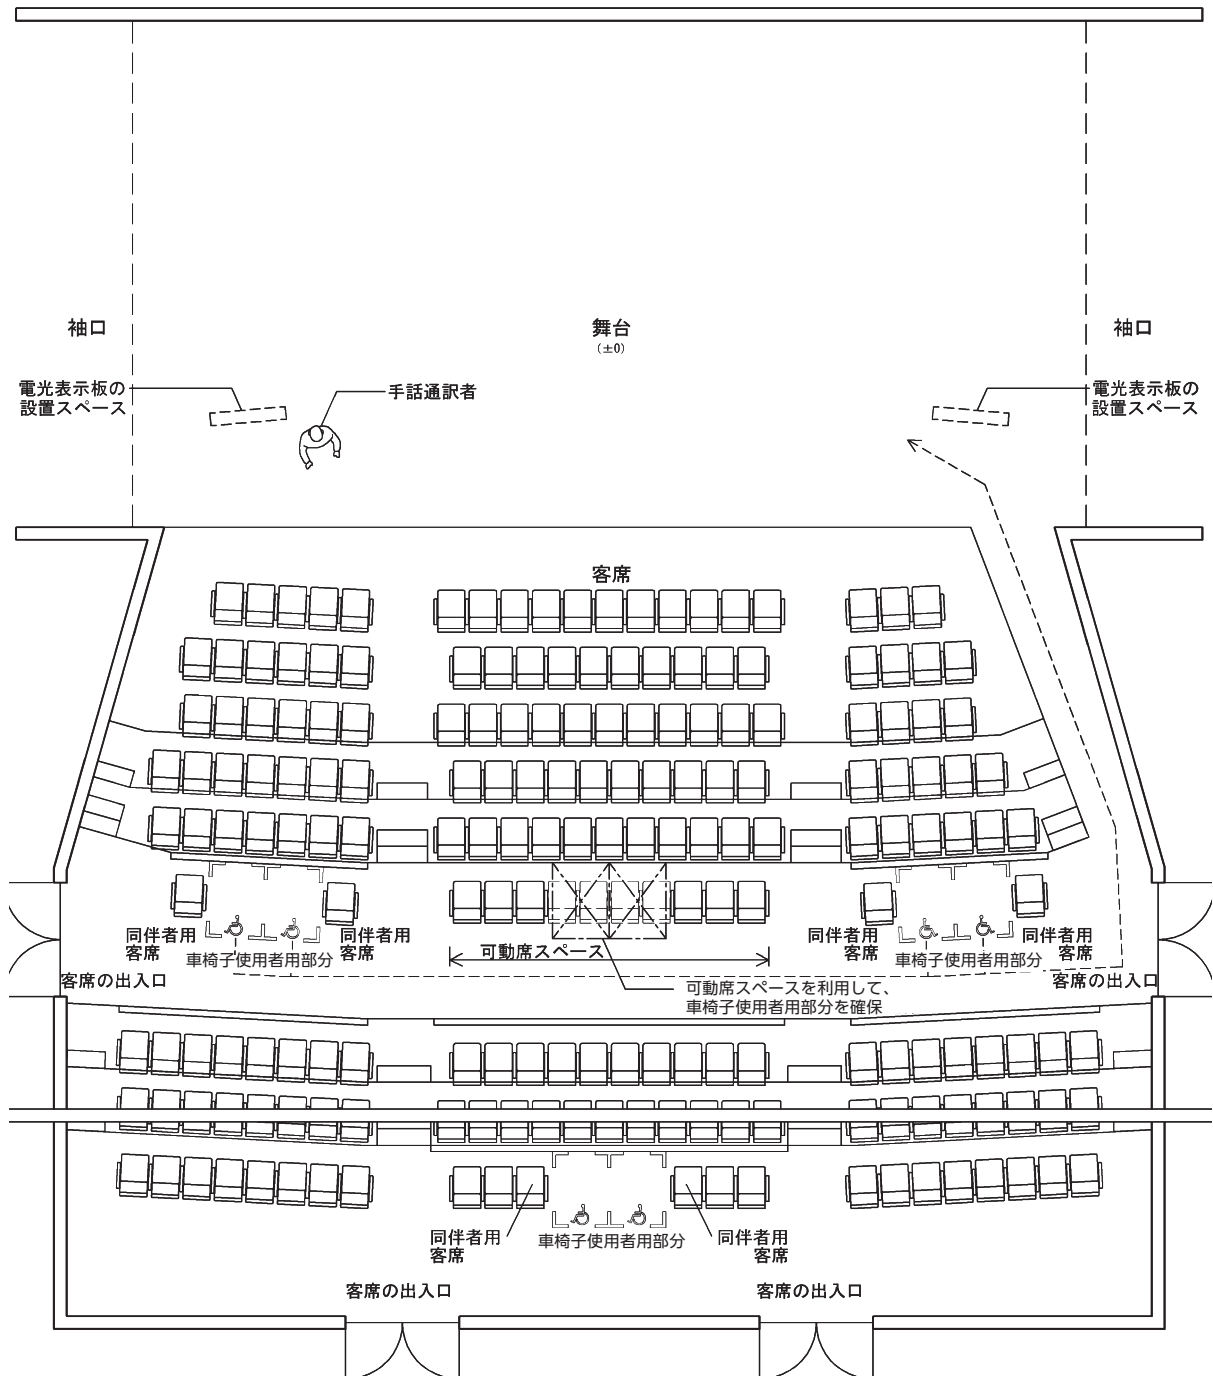 袖口
舞台
(±0)
袖口
電光表示板の
設置スペース
手話通訳者
電光表示板の
設置スペース
客席
同伴者用
客席
同伴者用
客席
車椅子使用者用部分
可動席スペース
同伴者用
客席
同伴者用
客席
車椅子使用者用部分
客席の出入口
客席の出入口
可動席スペースを利用して、
車椅子使用者用部分を確保
同伴者用
客席
車椅子使用者用部分
同伴者用
客席
客席の出入口
客席の出入口